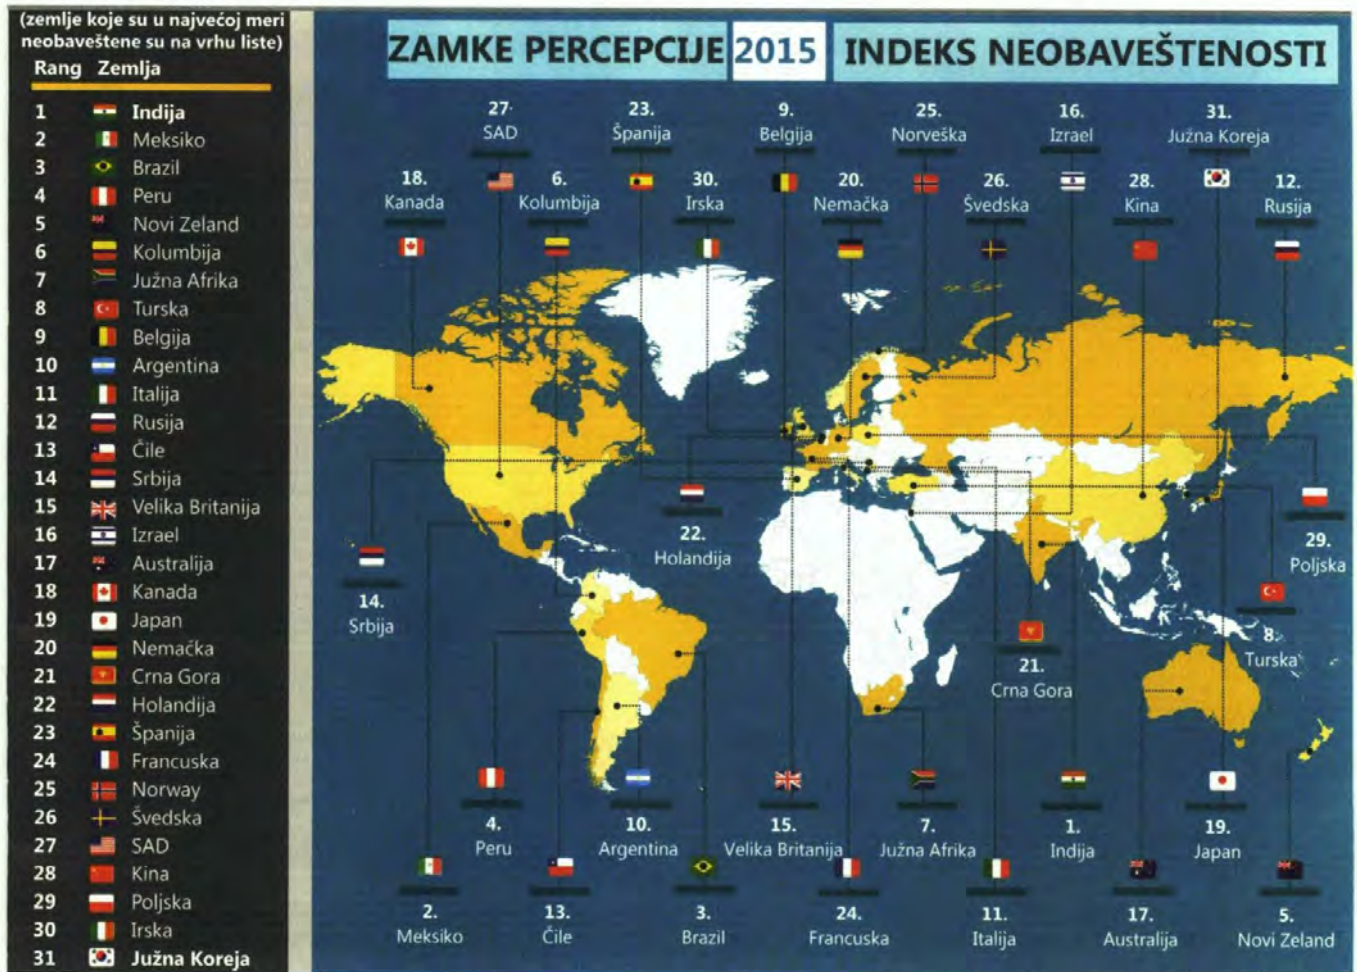 (zemlje koje su u najvećoj meri
neobaveštene su na vrhu liste)
Rang Zemlja
1 Indija
2 Meksiko
3 Brazil
4 Peru
5 Novi Zeland
6 Kolumbija
7 Južna Afrika
8 Turska
9 Belgija
10 Argentina
11 Italija
12 Rusija
13 Čile
14 Srbija
15 Velika Britanija
16 Izrael
17 Australija
18 Kanada
19 Japan
20 Nemačka
21 Crna Gora
22 Holandija
23 Španija
24 Francuska
25 Norway
26 Švedska
27 SAD
28 Kina
29 Poljska
30 Irska
31 Južna Koreja
ZAMKE PERCEPCIJE 2015 INDEKS NEOBAVEŠTENOSTI
27.
SAD
23.
Španija
9.
Belgija
25.
Norveška
16.
Izrael
31.
Južna Koreja
18.
Kanada
6.
Kolumbija
30.
Irska
20.
Nemačka
26.
Švedska
28.
Kina
12.
Rusija
22.
Holandija
29.
Poljska
14.
Srbija
8.
Turska
21.
Crna Gora
4.
Peru
10.
Argentina
15.
Velika Britanija
7.
Južna Afrika
1.
Indija
19.
Japan
2.
Meksiko
13.
Čile
3.
Brazil
24.
Francuska
11.
Italija
17.
Australija
5.
Novi Zeland